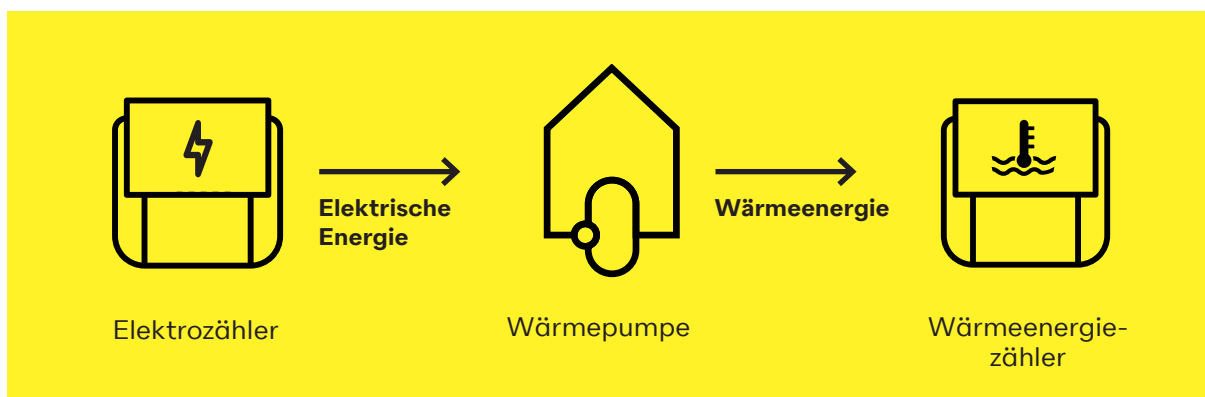 Elektrische
Energie
Wärmeenergie
Elektrozähler
Wärmepumpe
Wärmeenergie-
zähler